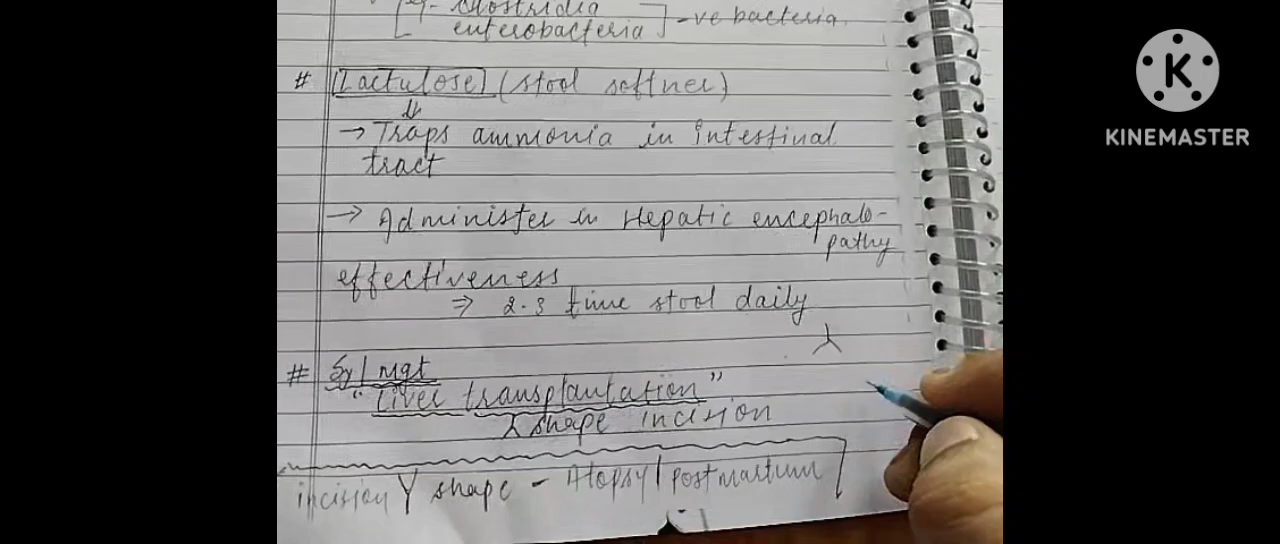 clostridia
enterobacteria ] -ve bacteria.
# Lactulose (stool softner)
→ Traps ammonia in intestinal
tract
→ Administer in Hepatic encephalo-
pathy
effectiveness
⇒ 2-3 time stool daily
# Sx/ Mgt
"Liver transplantation"
⅄ shape incision
incision Y shape - Atopsy / postmartum
K
KINEMASTER